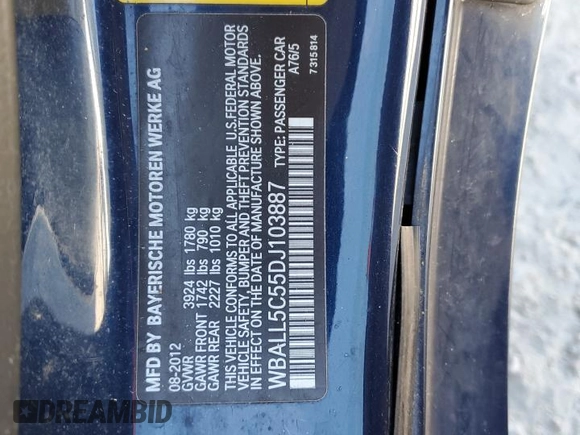 MFD BY BAYERISCHE MOTOREN WERKE AG
08-2012
GVWR 3924 lbs 1780 kg
GAWR FRONT 1742 lbs 790 kg
GAWR REAR 2227 lbs 1010 kg
THIS VEHICLE CONFORMS TO ALL APPLICABLE U.S.FEDERAL MOTOR
VEHICLE SAFETY, BUMPER AND THEFT PREVENTION STANDARDS
IN EFFECT ON THE DATE OF MANUFACTURE SHOWN ABOVE.
WBALL5C55DJ103887 TYPE: PASSENGER CAR
A76/5
7 315 814
DREAMBID